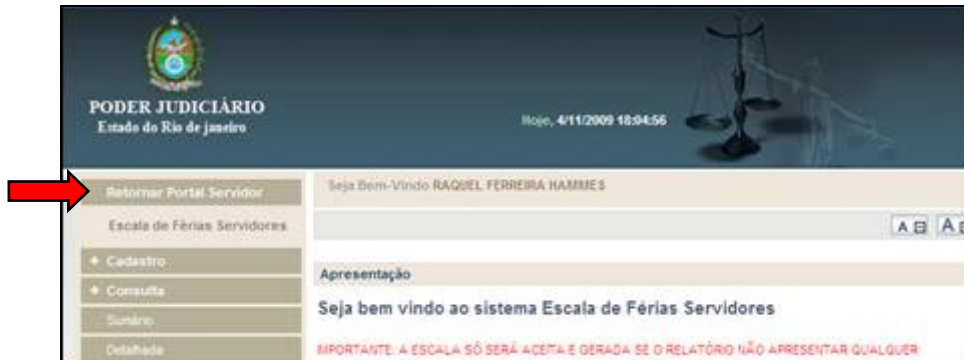 PODER JUDICIÁRIO
Estado do Rio de janeiro
Hoje, 4/11/2009 18:04:56
Retornar Portal Servidor
Seja Bem-Vindo RAQUEL FERREIRA HAMMES
Escala de Férias Servidores
A A
+ Cadastro
Apresentação
+ Consulta
Seja bem vindo ao sistema Escala de Férias Servidores
Sumário
Detalhada
IMPORTANTE: A ESCALA SÓ SERÁ ACEITA E GERADA SE O RELATÓRIO NÃO APRESENTAR QUALQUER